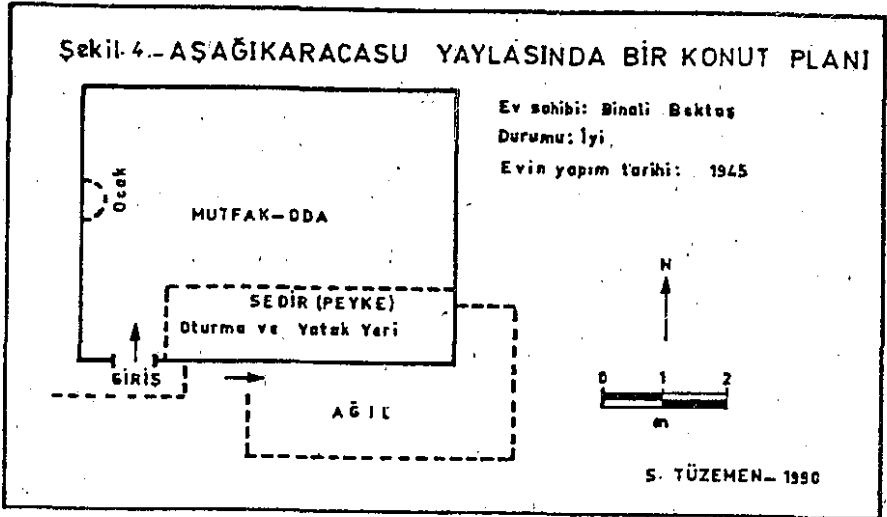 Şekil.4.-AŞAĞIKARACASU YAYLASINDA BİR KONUT PLANI
Ev sahibi: Binali Bektaş
Durumu: İyi
Evin yapım tarihi: 1945
Ocak
MUTFAK-ODA
SEDİR (PEYKE)
Oturma ve Yatak Yeri
GİRİŞ
AĞIL
N
0 1 2
m
S. TÜZEMEN- 1990